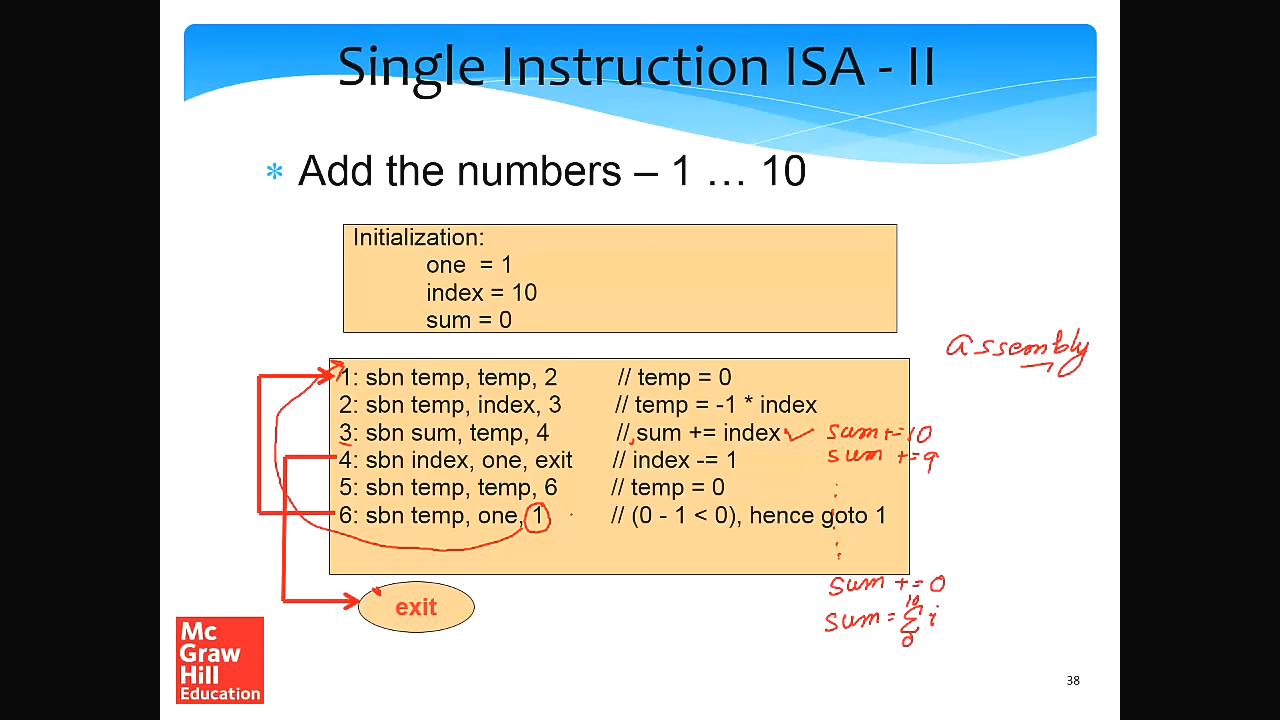 Single Instruction ISA - II
* Add the numbers – 1 … 10
Initialization:
one = 1
index = 10
sum = 0
assembly
1: sbn temp, temp, 2 // temp = 0
2: sbn temp, index, 3 // temp = -1 * index
3: sbn sum, temp, 4 // sum += index ✓ sum += 10
4: sbn index, one, exit // index -= 1 sum += 9
5: sbn temp, temp, 6 // temp = 0
6: sbn temp, one, 1 // (0 - 1 < 0), hence goto 1
sum += 0
exit
sum = 10 Σ 0 i
Mc
Graw
Hill
Education
38